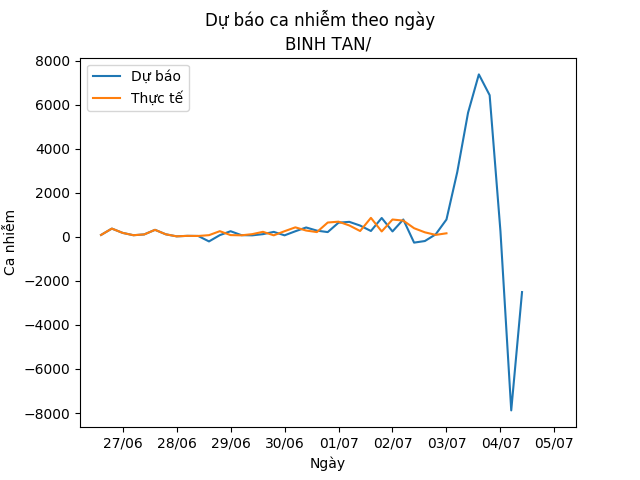 Dự báo ca nhiễm theo ngày
BINH TAN/
Dự báo
Thực tế
Ca nhiễm
8000
6000
4000
2000
0
−2000
−4000
−6000
−8000
27/06 28/06 29/06 30/06 01/07 02/07 03/07 04/07 05/07
Ngày